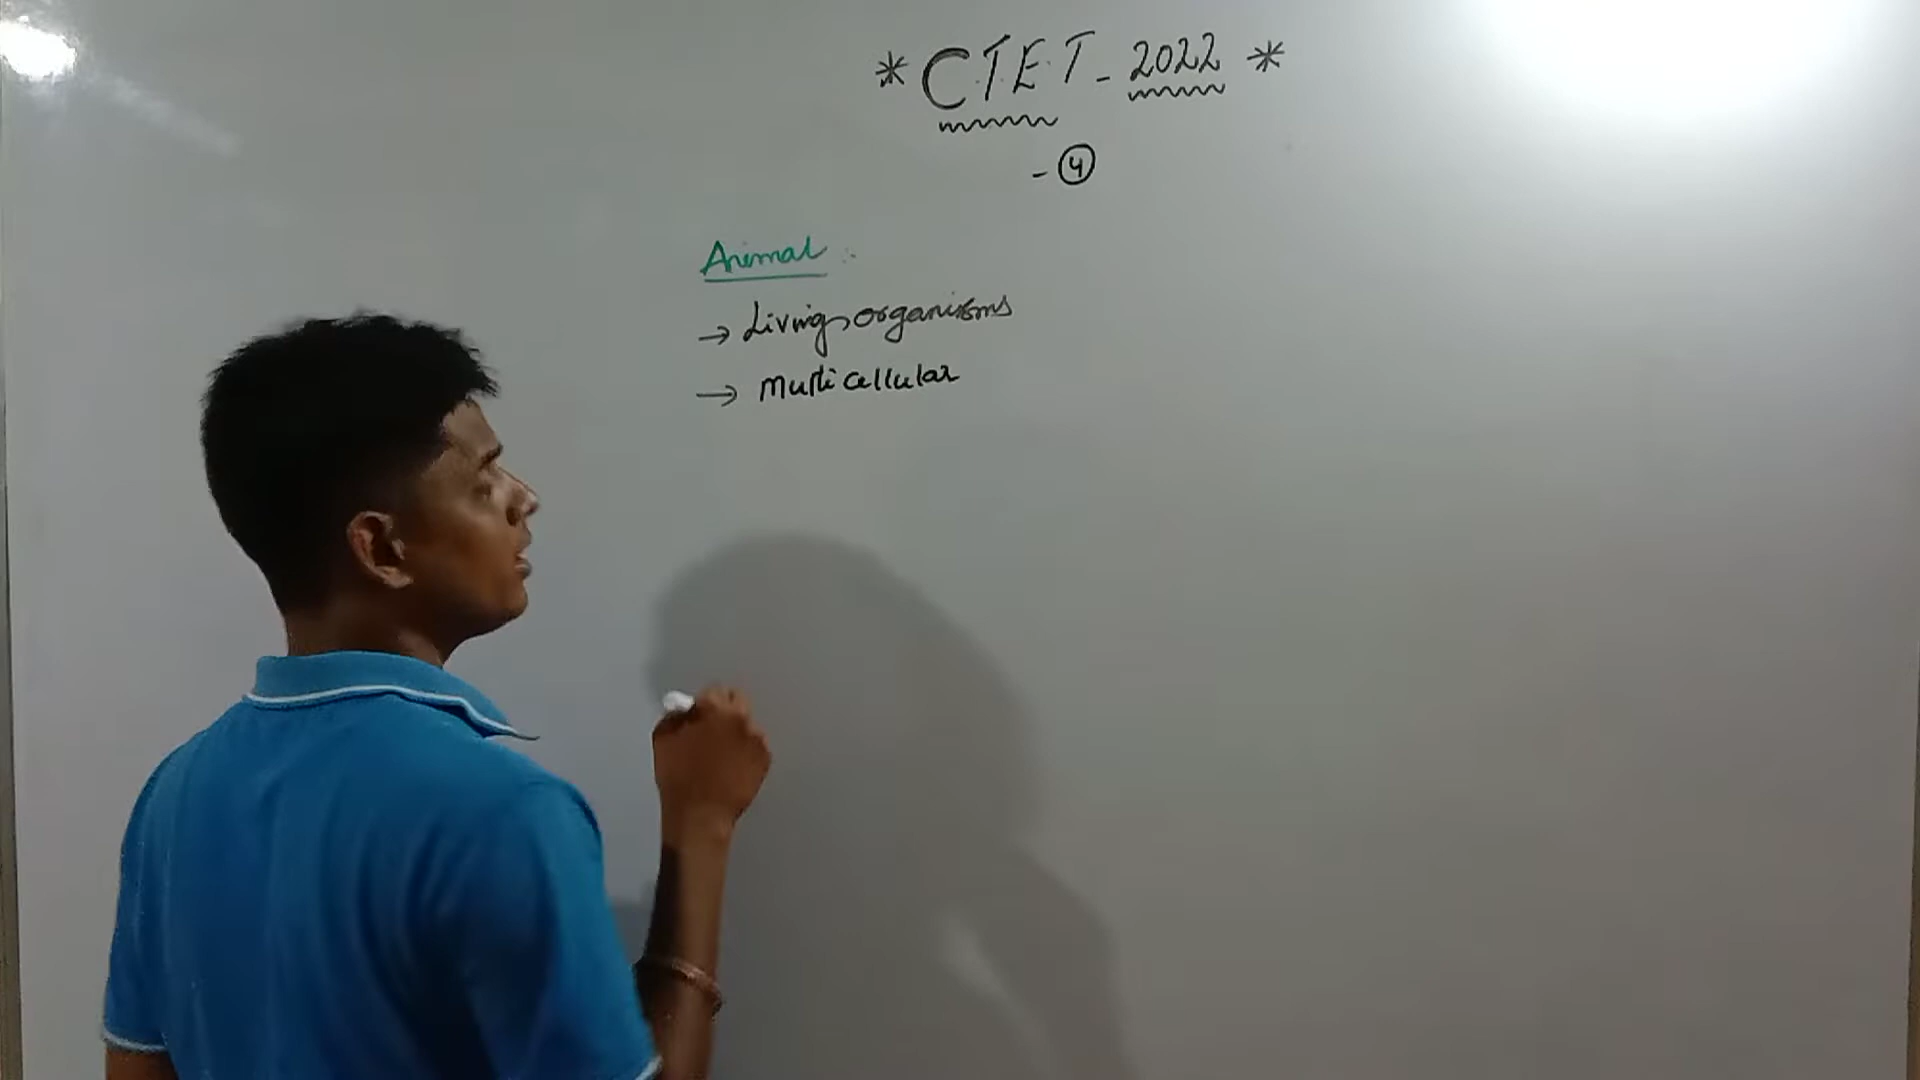 * CTET - 2022 *
- 4
Animal :
→ Living organisms
→ Multicellular